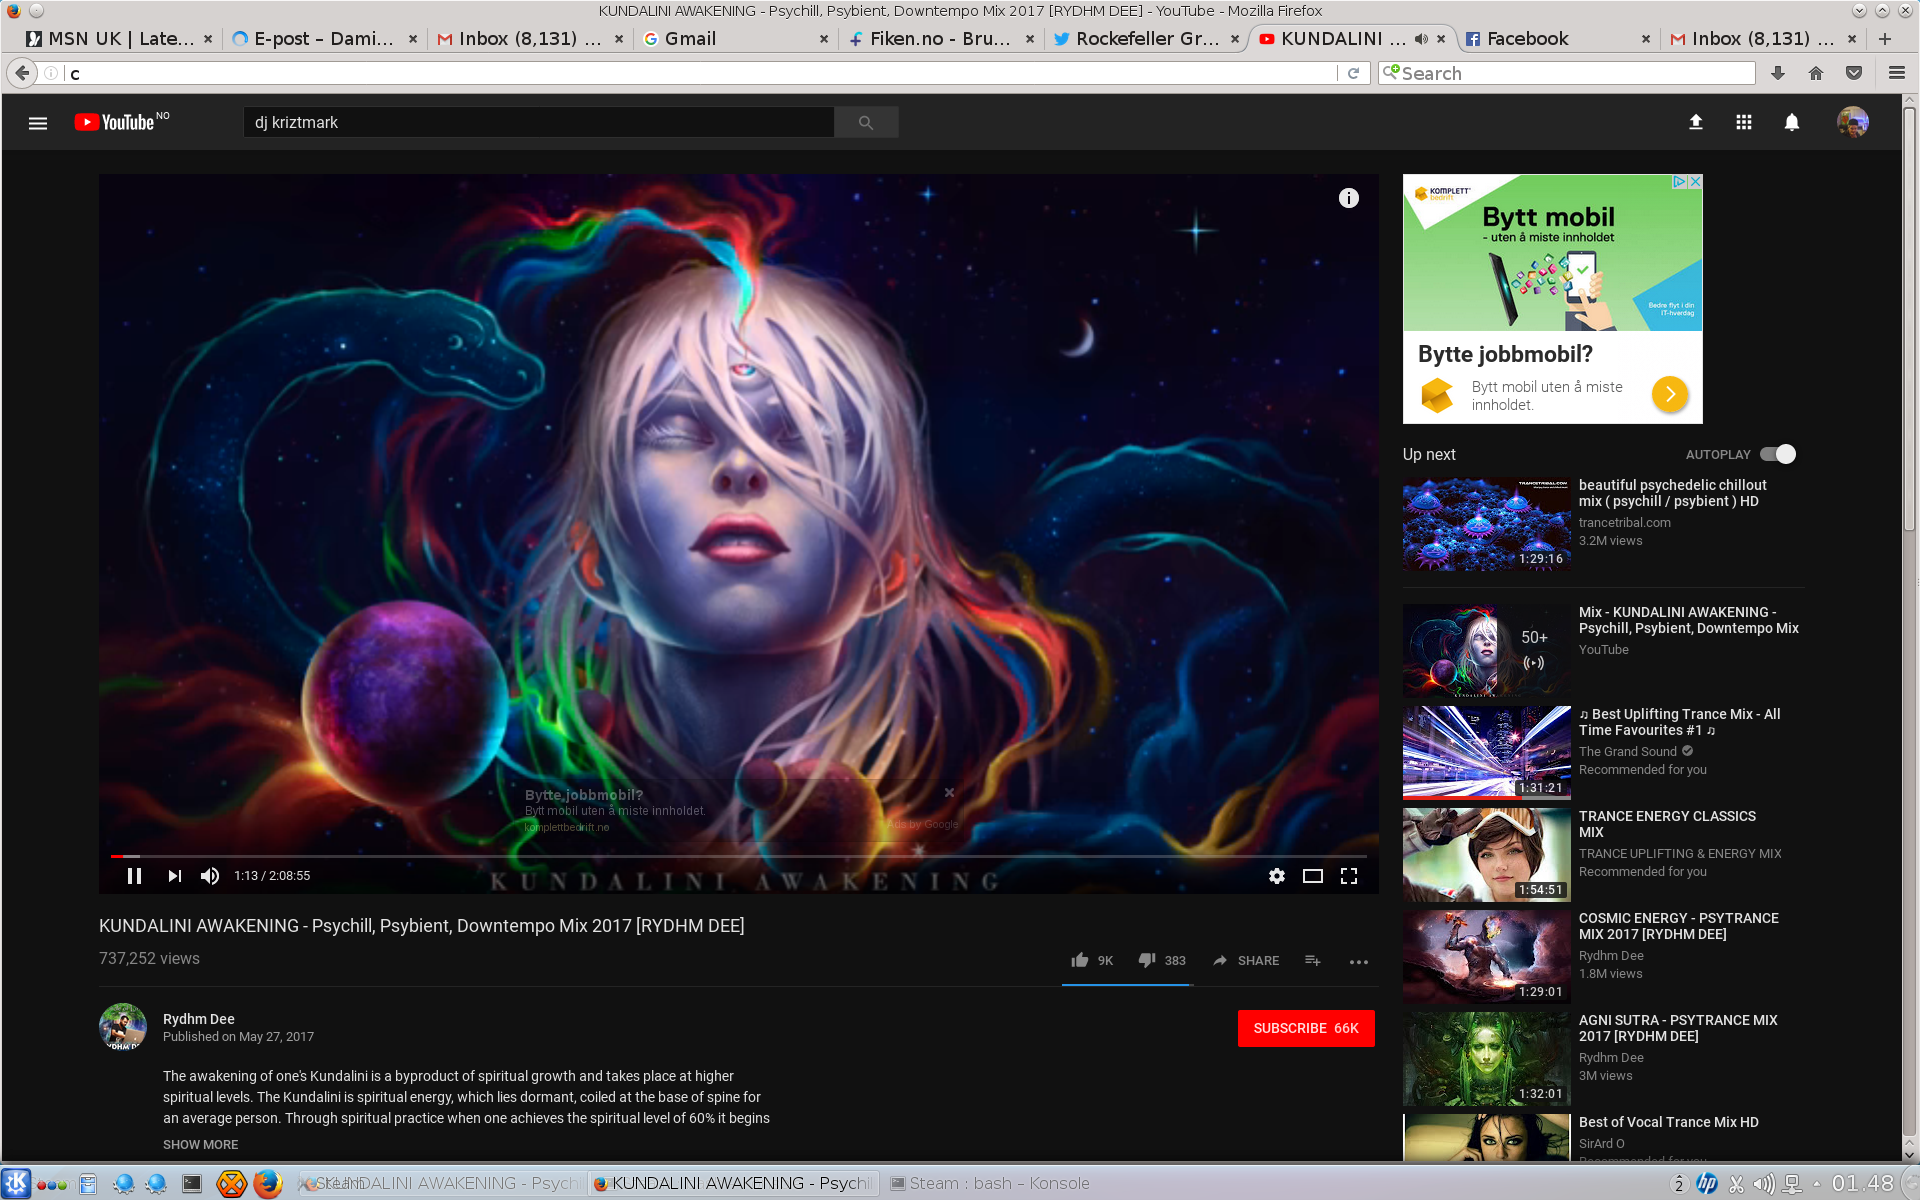 KUNDALINI AWAKENING - Psychill, Psybient, Downtempo Mix 2017 [RYDHM DEE] - YouTube - Mozilla Firefox
MSN UK | Late... E-post – Dami... Inbox (8,131) ... Gmail Fiken.no - Bru... Rockefeller Gr... KUNDALINI ... Facebook Inbox (8,131) ...
c Search
YouTube NO dj kriztmark
KOMPLETT bedrift
Bytt mobil
- uten å miste innholdet
Bedre flyt i din
IT-hverdag
Bytte jobbmobil?
Bytt mobil uten å miste
innholdet.
Up next AUTOPLAY
beautiful psychedelic chillout
mix ( psychill / psybient ) HD
trancetribal.com
3.2M views
TRANCETRIBAL.COM
1:29:16
Mix - KUNDALINI AWAKENING -
Psychill, Psybient, Downtempo Mix
YouTube
50+
♫ Best Uplifting Trance Mix - All
Time Favourites #1 ♫
The Grand Sound
Recommended for you
1:31:21
TRANCE ENERGY CLASSICS
MIX
TRANCE UPLIFTING & ENERGY MIX
Recommended for you
1:54:51
COSMIC ENERGY - PSYTRANCE
MIX 2017 [RYDHM DEE]
Rydhm Dee
1.8M views
1:29:01
AGNI SUTRA - PSYTRANCE MIX
2017 [RYDHM DEE]
Rydhm Dee
3M views
1:32:01
Best of Vocal Trance Mix HD
SirArd O
Recommended for you
Bytte jobbmobil?
Bytt mobil uten å miste innholdet.
komplettbedrift.no
Ads by Google
1:13 / 2:08:55
KUNDALINI AWAKENING
KUNDALINI AWAKENING - Psychill, Psybient, Downtempo Mix 2017 [RYDHM DEE]
737,252 views
9K 383 SHARE
Rydhm Dee
Published on May 27, 2017
SUBSCRIBE 66K
The awakening of one's Kundalini is a byproduct of spiritual growth and takes place at higher
spiritual levels. The Kundalini is spiritual energy, which lies dormant, coiled at the base of spine for
an average person. Through spiritual practice when one achieves the spiritual level of 60% it begins
SHOW MORE
KUNDALINI AWAKENING - Psychi KUNDALINI AWAKENING - Psychil Steam : bash – Konsole 2 hp 01.48